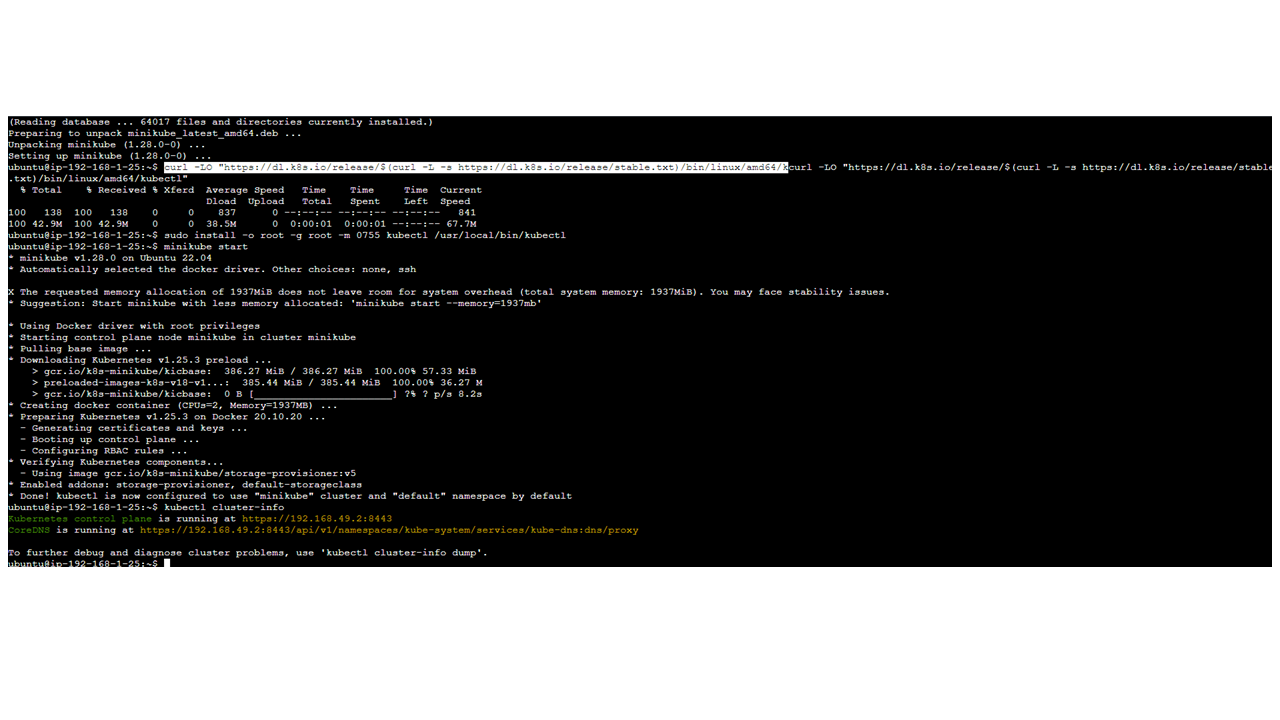 (Reading database ... 64017 files and directories currently installed.)
Preparing to unpack minikube_latest_amd64.deb ...
Unpacking minikube (1.28.0-0) ...
Setting up minikube (1.28.0-0) ...
ubuntu@ip-192-168-1-25:~$ curl -LO "https://dl.k8s.io/release/$(curl -L -s https://dl.k8s.io/release/stable.txt)/bin/linux/amd64/kcurl -LO "https://dl.k8s.io/release/$(curl -L -s https://dl.k8s.io/release/stable
.txt)/bin/linux/amd64/kubectl"
% Total % Received % Xferd Average Speed Time Time Time Current
Dload Upload Total Spent Left Speed
100 138 100 138 0 0 837 0 --:--:-- --:--:-- --:--:-- 841
100 42.9M 100 42.9M 0 0 38.5M 0 0:00:01 0:00:01 --:--:-- 67.7M
ubuntu@ip-192-168-1-25:~$ sudo install -o root -g root -m 0755 kubectl /usr/local/bin/kubectl
ubuntu@ip-192-168-1-25:~$ minikube start
* minikube v1.28.0 on Ubuntu 22.04
* Automatically selected the docker driver. Other choices: none, ssh
X The requested memory allocation of 1937MiB does not leave room for system overhead (total system memory: 1937MiB). You may face stability issues.
* Suggestion: Start minikube with less memory allocated: 'minikube start --memory=1937mb'
* Using Docker driver with root privileges
* Starting control plane node minikube in cluster minikube
* Pulling base image ...
* Downloading Kubernetes v1.25.3 preload ...
> gcr.io/k8s-minikube/kicbase: 386.27 MiB / 386.27 MiB 100.00% 57.33 MiB
> preloaded-images-k8s-v18-v1...: 385.44 MiB / 385.44 MiB 100.00% 36.27 M
> gcr.io/k8s-minikube/kicbase: 0 B [_______________________] ?% ? p/s 8.2s
* Creating docker container (CPUs=2, Memory=1937MB) ...
* Preparing Kubernetes v1.25.3 on Docker 20.10.20 ...
- Generating certificates and keys ...
- Booting up control plane ...
- Configuring RBAC rules ...
* Verifying Kubernetes components...
- Using image gcr.io/k8s-minikube/storage-provisioner:v5
* Enabled addons: storage-provisioner, default-storageclass
* Done! kubectl is now configured to use "minikube" cluster and "default" namespace by default
ubuntu@ip-192-168-1-25:~$ kubectl cluster-info
Kubernetes control plane is running at https://192.168.49.2:8443
CoreDNS is running at https://192.168.49.2:8443/api/v1/namespaces/kube-system/services/kube-dns:dns/proxy
To further debug and diagnose cluster problems, use 'kubectl cluster-info dump'.
ubuntu@ip-192-168-1-25:~$